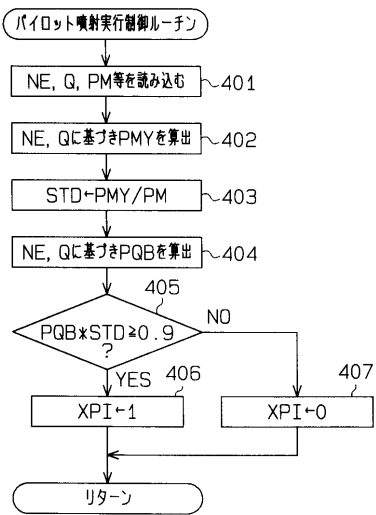 パイロット噴射実行制御ルーチン
NE, Q, PM等を読み込む
401
NE, Qに基づきPMYを算出
402
STD←PMY/PM
403
NE, Qに基づきPQBを算出
404
405
PQB*STD≧0.9
?
NO
YES
406
407
XPI←1
XPI←0
リターン